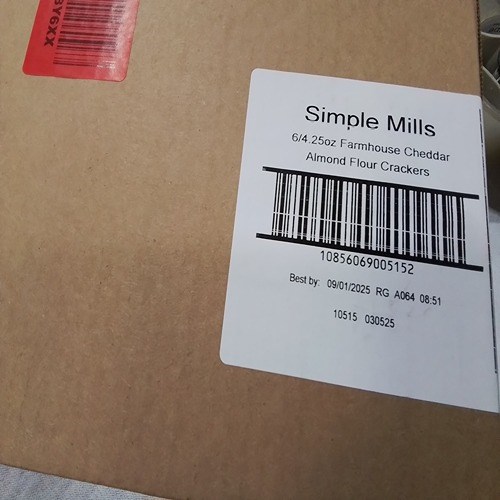 BY6XX
Simple Mills
6/4.25oz Farmhouse Cheddar
Almond Flour Crackers
10856069005152
Best by: 09/01/2025 RG A064 08:51
10515 030525